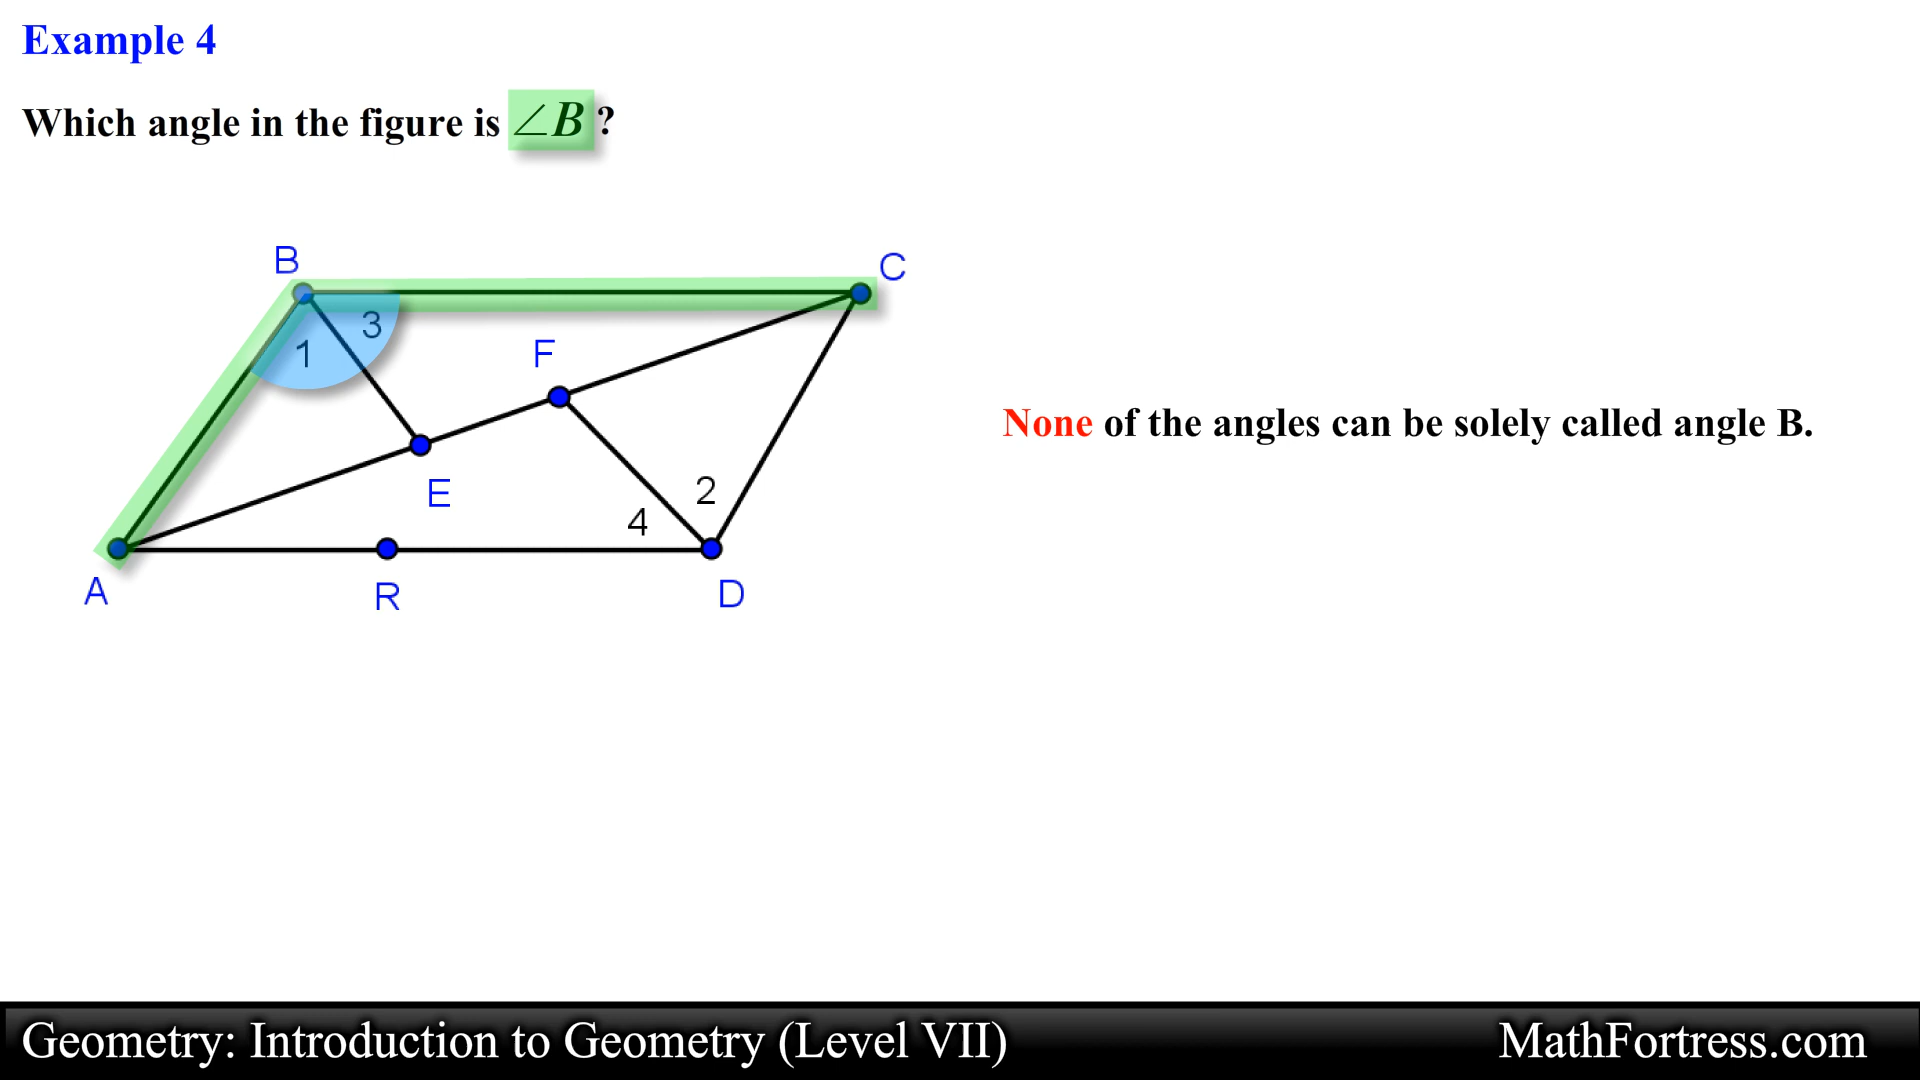 Example 4
Which angle in the figure is ∠B?
B
C
3
1
F
None of the angles can be solely called angle B.
E
2
4
A
R
D
Geometry: Introduction to Geometry (Level VII)
MathFortress.com